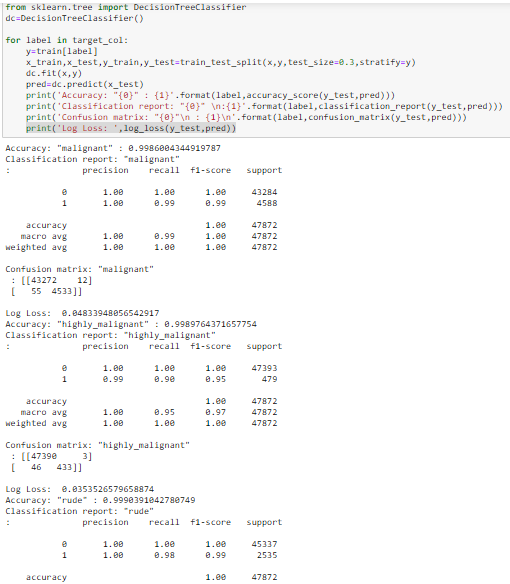 from sklearn.tree import DecisionTreeClassifier
dc=DecisionTreeClassifier()
for label in target_col:
y=train[label]
x_train,x_test,y_train,y_test=train_test_split(x,y,test_size=0.3,stratify=y)
dc.fit(x,y)
pred=dc.predict(x_test)
print('Accuracy: "{0}" : {1}'.format(label,accuracy_score(y_test,pred)))
print('Classification report: "{0}" \n:{1}'.format(label,classification_report(y_test,pred)))
print('Confusion matrix: "{0}"\n : {1}\n'.format(label,confusion_matrix(y_test,pred)))
print('Log Loss: ',log_loss(y_test,pred))
Accuracy: "malignant" : 0.9986004344919787
Classification report: "malignant"
: precision recall f1-score support
0 1.00 1.00 1.00 43284
1 1.00 0.99 0.99 4588
accuracy 1.00 47872
macro avg 1.00 0.99 1.00 47872
weighted avg 1.00 1.00 1.00 47872
Confusion matrix: "malignant"
: [[43272 12]
[ 55 4533]]
Log Loss: 0.04833948056542917
Accuracy: "highly_malignant" : 0.9989764371657754
Classification report: "highly_malignant"
: precision recall f1-score support
0 1.00 1.00 1.00 47393
1 0.99 0.90 0.95 479
accuracy 1.00 47872
macro avg 1.00 0.95 0.97 47872
weighted avg 1.00 1.00 1.00 47872
Confusion matrix: "highly_malignant"
: [[47390 3]
[ 46 433]]
Log Loss: 0.0353526579658874
Accuracy: "rude" : 0.9990391042780749
Classification report: "rude"
: precision recall f1-score support
0 1.00 1.00 1.00 45337
1 1.00 0.98 0.99 2535
accuracy 1.00 47872